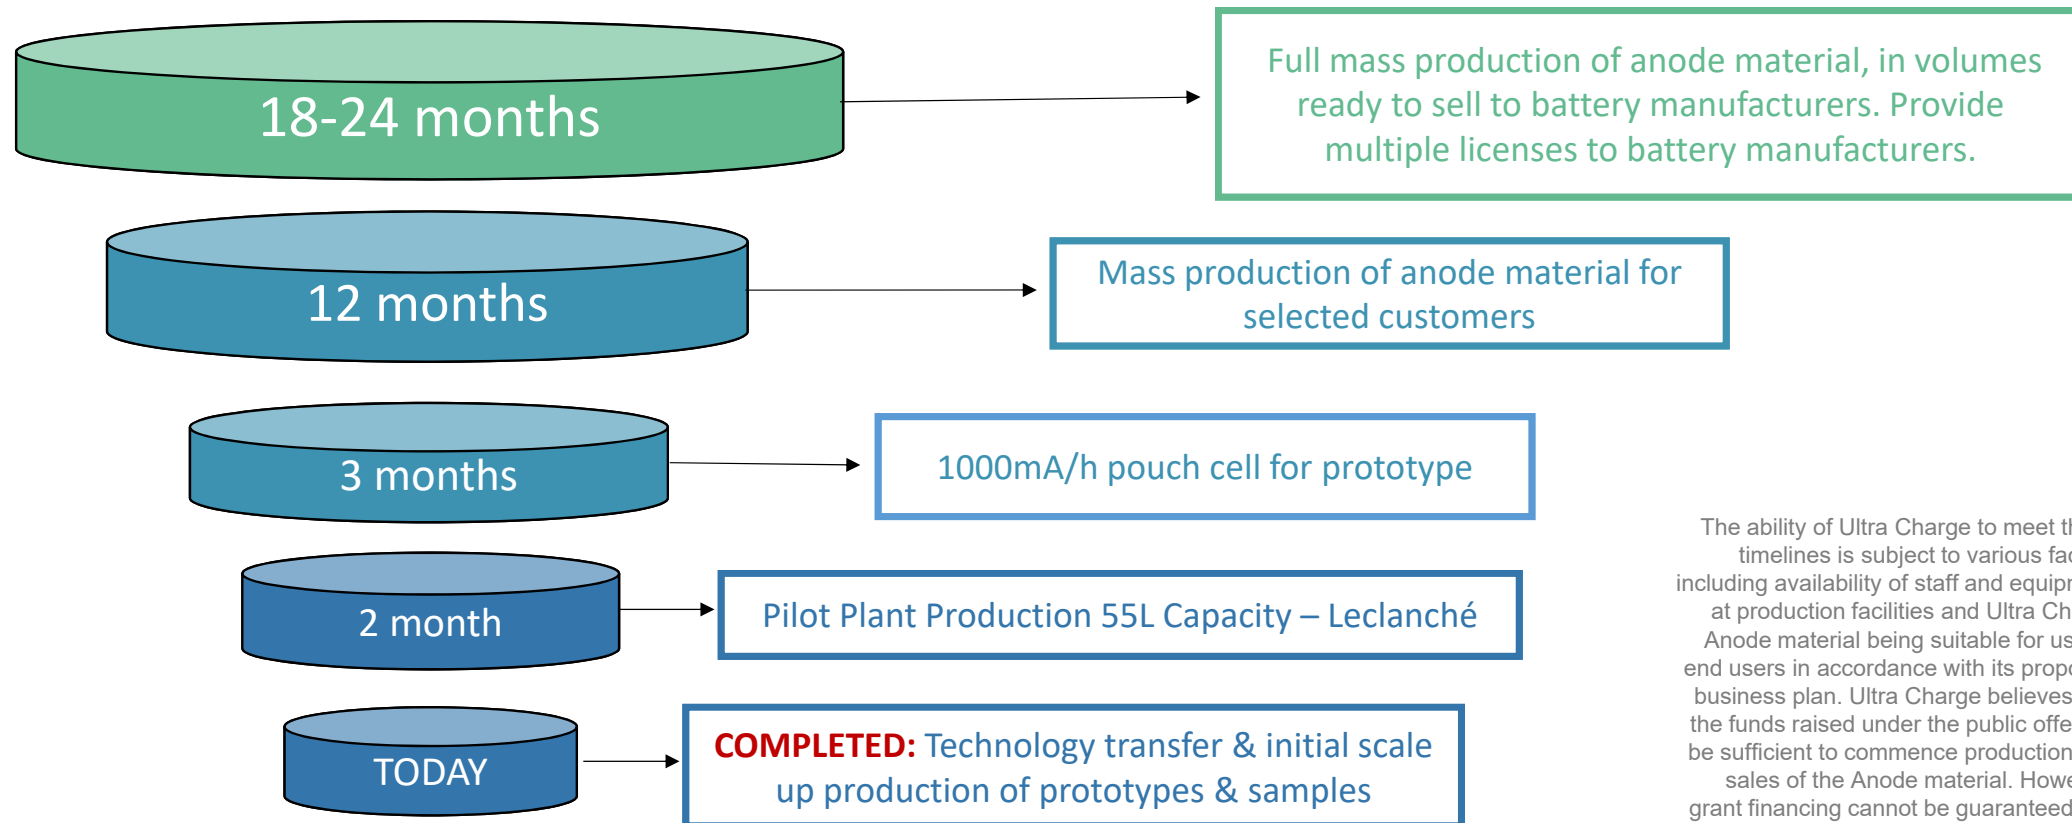 18-24 months
Full mass production of anode material, in volumes
ready to sell to battery manufacturers. Provide
multiple licenses to battery manufacturers.
12 months
Mass production of anode material for
selected customers
3 months
1000mA/h pouch cell for prototype
2 month
Pilot Plant Production 55L Capacity – Leclanché
TODAY
COMPLETED: Technology transfer & initial scale
up production of prototypes & samples
The ability of Ultra Charge to meet
timelines is subject to various
including availability of staff and
at production facilities and Ultra
Anode material being suitable for
end users in accordance with its
business plan. Ultra Charge believes
the funds raised under the public
be sufficient to commence production
sales of the Anode material.
grant financing cannot be guaranteed